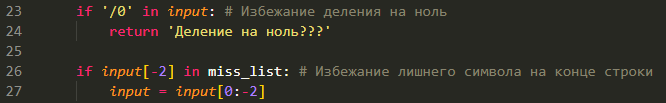 23 if '/0' in input: # Избежание деления на ноль
24 return 'Деление на ноль???'
25
26 if input[-2] in miss_list: # Избежание лишнего символа на конце строки
27 input = input[0:-2]